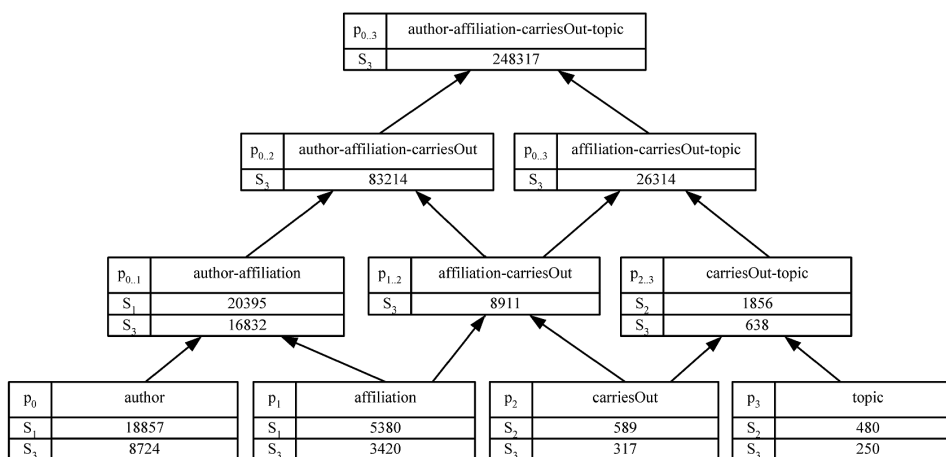 p0..3 author-affiliation-carriesOut-topic
S3 248317
p0..2 author-affiliation-carriesOut
S3 83214
p0..3 affiliation-carriesOut-topic
S3 26314
p0..1 author-affiliation
S1 20395
S3 16832
p1..2 affiliation-carriesOut
S3 8911
p2..3 carriesOut-topic
S2 1856
S3 638
p0 author
S1 18857
S3 8724
p1 affiliation
S1 5380
S3 3420
p2 carriesOut
S2 589
S3 317
p3 topic
S2 480
S3 250